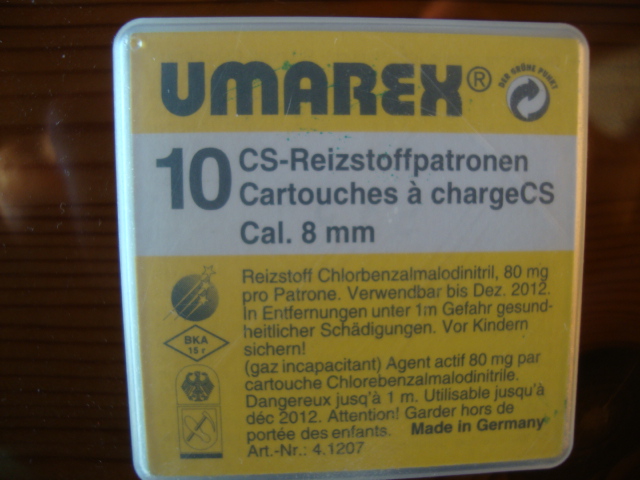 UMAREX®
DER GRÜNE PUNKT
10 CS-Reizstoffpatronen
Cartouches à chargeCS
Cal. 8 mm
Reizstoff Chlorbenzalmalodinitril, 80 mg
pro Patrone. Verwendbar bis Dez. 2012.
In Entfernungen unter 1m Gefahr gesund-
heitlicher Schädigungen. Vor Kindern
sichern!
BKA
15 r
(gaz incapacitant) Agent actif 80 mg par
cartouche Chlorebenzalmalodinitrile.
Dangereux jusq'à 1 m. Utilisable jusqu'à
déc 2012. Attention! Garder hors de
portée des enfants. Made in Germany
Art.-Nr.: 4.1207